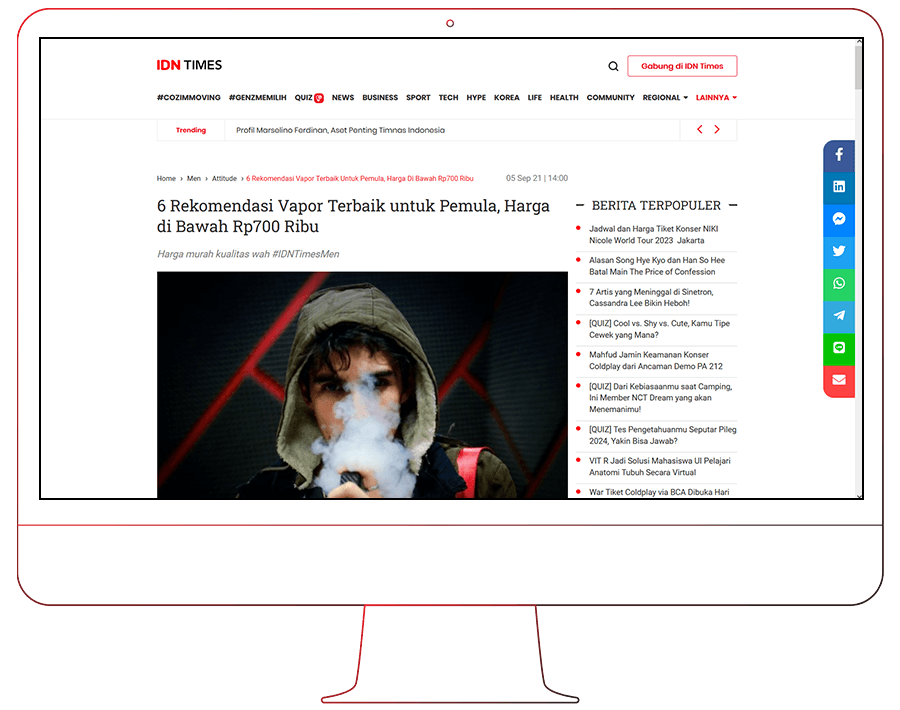 IDN TIMES
Gabung di IDN Times
#COZIMMOVING #GENZMEMILIH QUIZ NEWS BUSINESS SPORT TECH HYPE KOREA LIFE HEALTH COMMUNITY REGIONAL LAINNYA
Trending Profil Marselino Ferdinan, Aset Penting Timnas Indonesia
Home › Men › Attitude › 6 Rekomendasi Vapor Terbaik Untuk Pemula, Harga Di Bawah Rp700 Ribu 05 Sep 21 | 14:00
6 Rekomendasi Vapor Terbaik untuk Pemula, Harga
di Bawah Rp700 Ribu
Harga murah kualitas wah #IDNTimesMen
BERITA TERPOPULER
Jadwal dan Harga Tiket Konser NIKI
Nicole World Tour 2023 Jakarta
Alasan Song Hye Kyo dan Han So Hee
Batal Main The Price of Confession
7 Artis yang Meninggal di Sinetron,
Cassandra Lee Bikin Heboh!
[QUIZ] Cool vs. Shy vs. Cute, Kamu Tipe
Cewek yang Mana?
Mahfud Jamin Keamanan Konser
Coldplay dari Ancaman Demo PA 212
[QUIZ] Dari Kebiasaanmu saat Camping,
Ini Member NCT Dream yang akan
Menemanimu!
[QUIZ] Tes Pengetahuanmu Seputar Pileg
2024, Yakin Bisa Jawab?
VIT R Jadi Solusi Mahasiswa UI Pelajari
Anatomi Tubuh Secara Virtual
War Tiket Coldplay via BCA Dibuka Hari